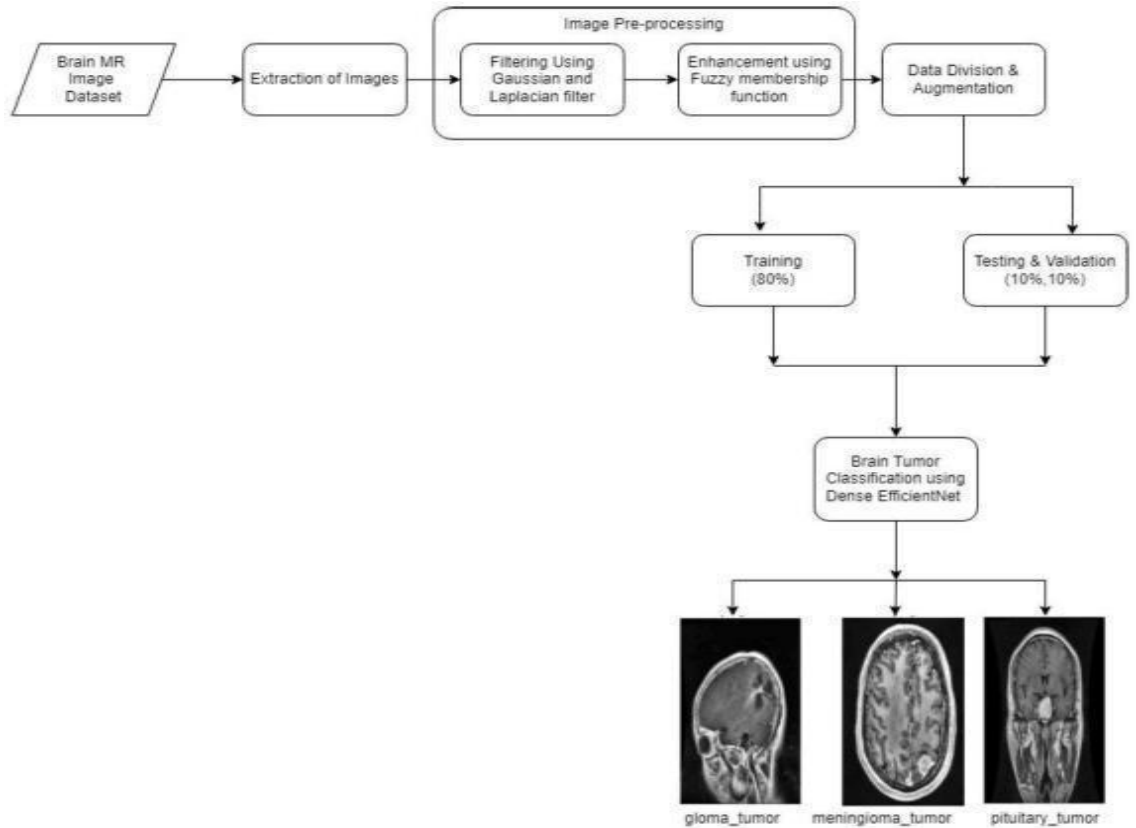 Image Pre-processing
Brain MR
Image
Dataset
Extraction of Images
Filtering Using
Gaussian and
Laplacian filter
Enhancement using
Fuzzy membership
function
Data Division &
Augmentation
Training
(80%)
Testing & Validation
(10%,10%)
Brain Tumor
Classification using
Dense EfficientNet
glioma_tumor
meningioma_tumor
pituitary_tumor